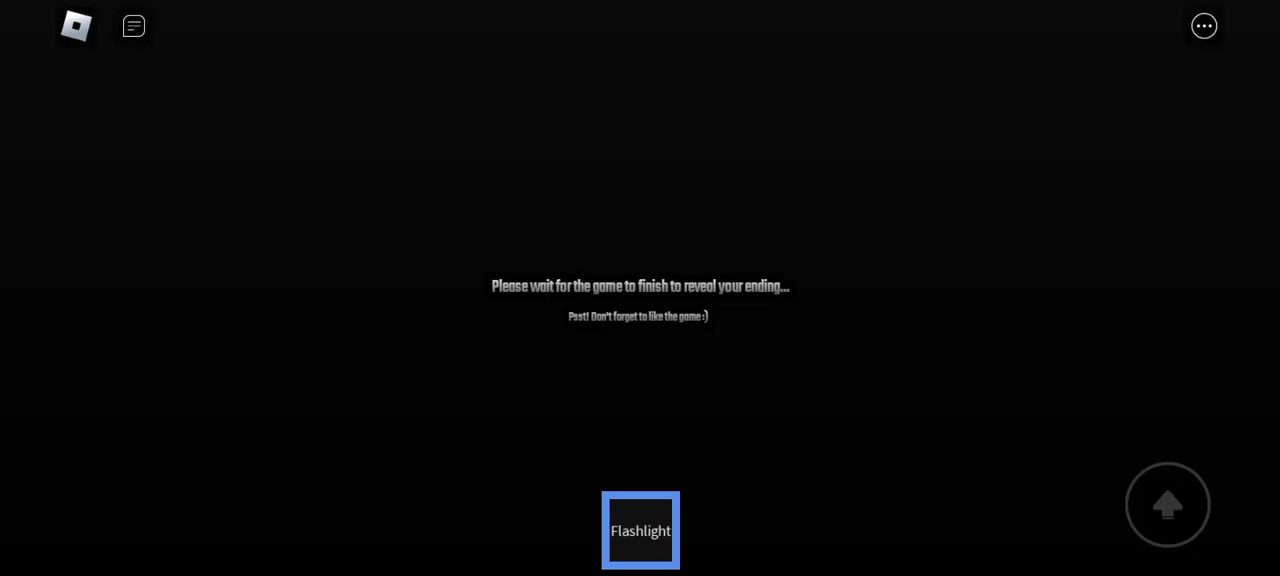 Please wait for the game to finish to reveal your ending...
Psst! Don't forget to like the game :)
Flashlight